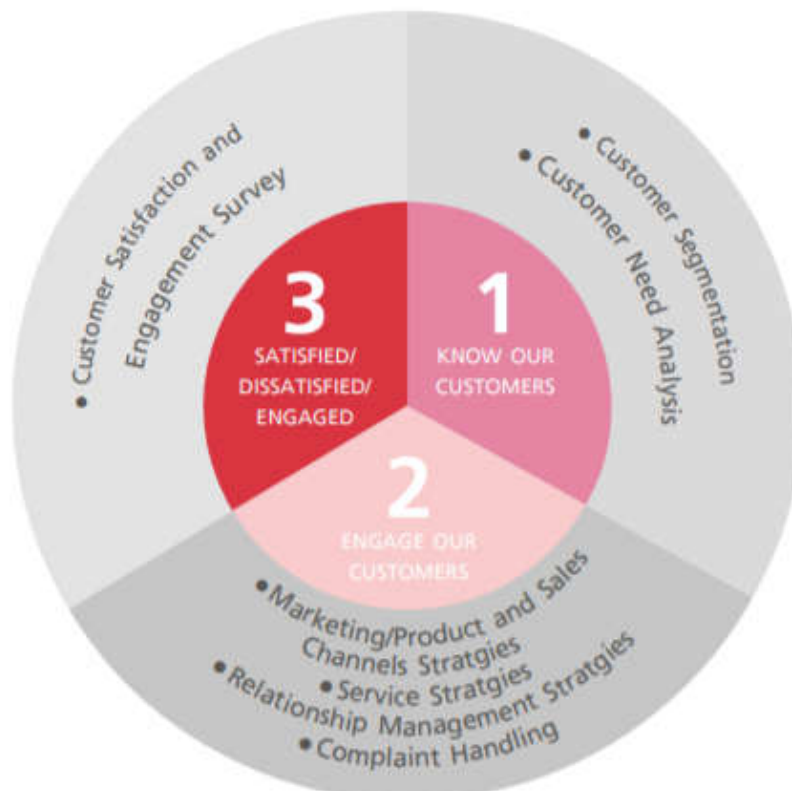 1
KNOW OUR
CUSTOMERS
• Customer Segmentation
• Customer Need Analysis
2
ENGAGE OUR
CUSTOMERS
• Marketing/Product and Sales
Channels Stratgies
• Service Stratgies
• Relationship Management Stratgies
• Complaint Handling
3
SATISFIED/
DISSATISFIED/
ENGAGED
• Customer Satisfaction and
Engagement Survey